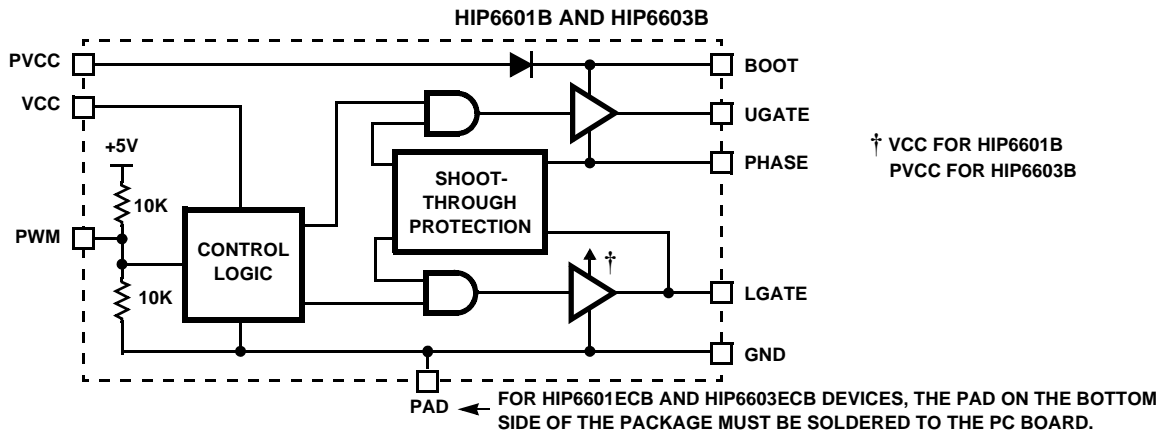 HIP6601B AND HIP6603B
PVCC
BOOT
VCC
UGATE
+5V
† VCC FOR HIP6601B
PVCC FOR HIP6603B
PHASE
SHOOT-
THROUGH
PROTECTION
10K
PWM
CONTROL
LOGIC
†
10K
LGATE
GND
PAD
FOR HIP6601ECB AND HIP6603ECB DEVICES, THE PAD ON THE BOTTOM
SIDE OF THE PACKAGE MUST BE SOLDERED TO THE PC BOARD.